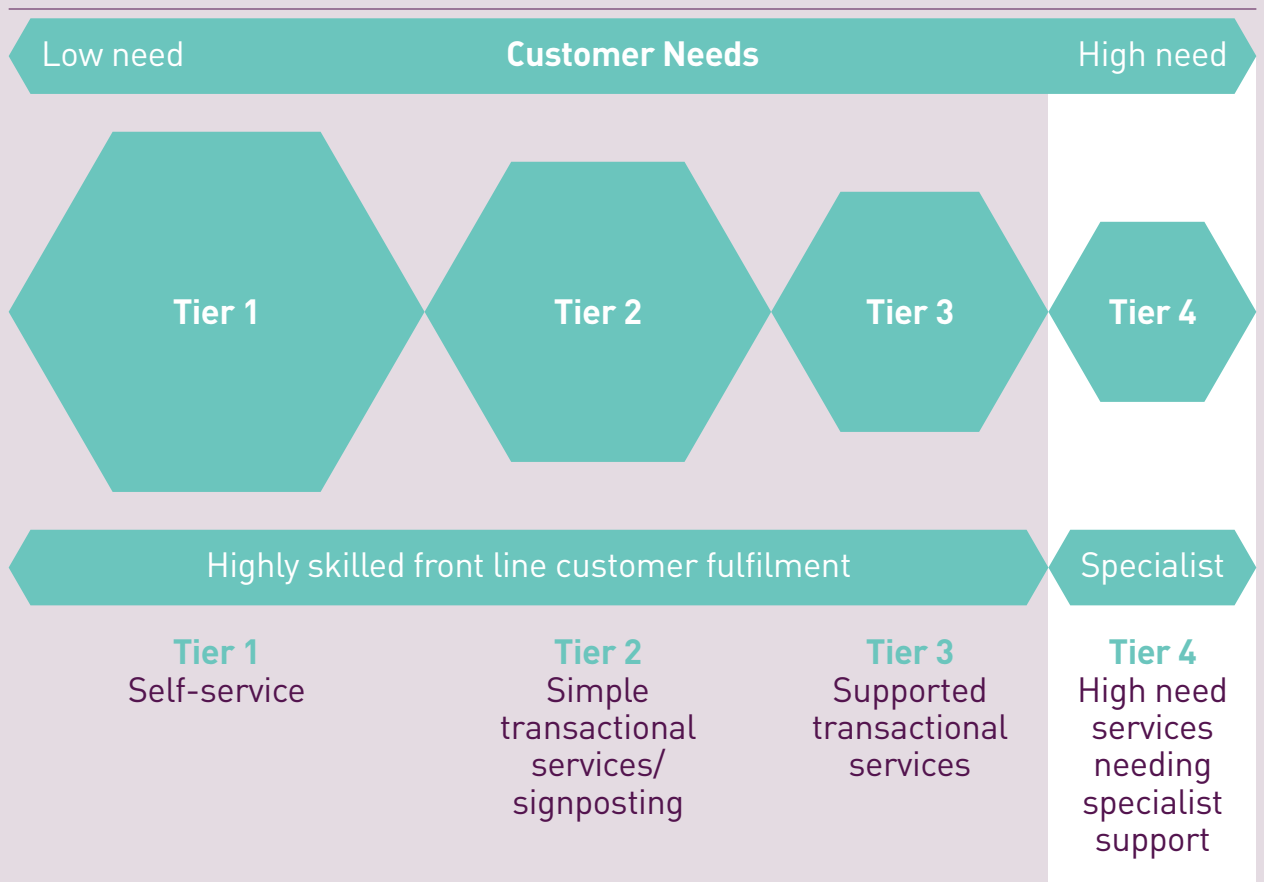 Low need Customer Needs High need
Tier 1 Tier 2 Tier 3 Tier 4
Highly skilled front line customer fulfilment Specialist
Tier 1
Self-service
Tier 2
Simple
transactional
services/
signposting
Tier 3
Supported
transactional
services
Tier 4
High need
services
needing
specialist
support